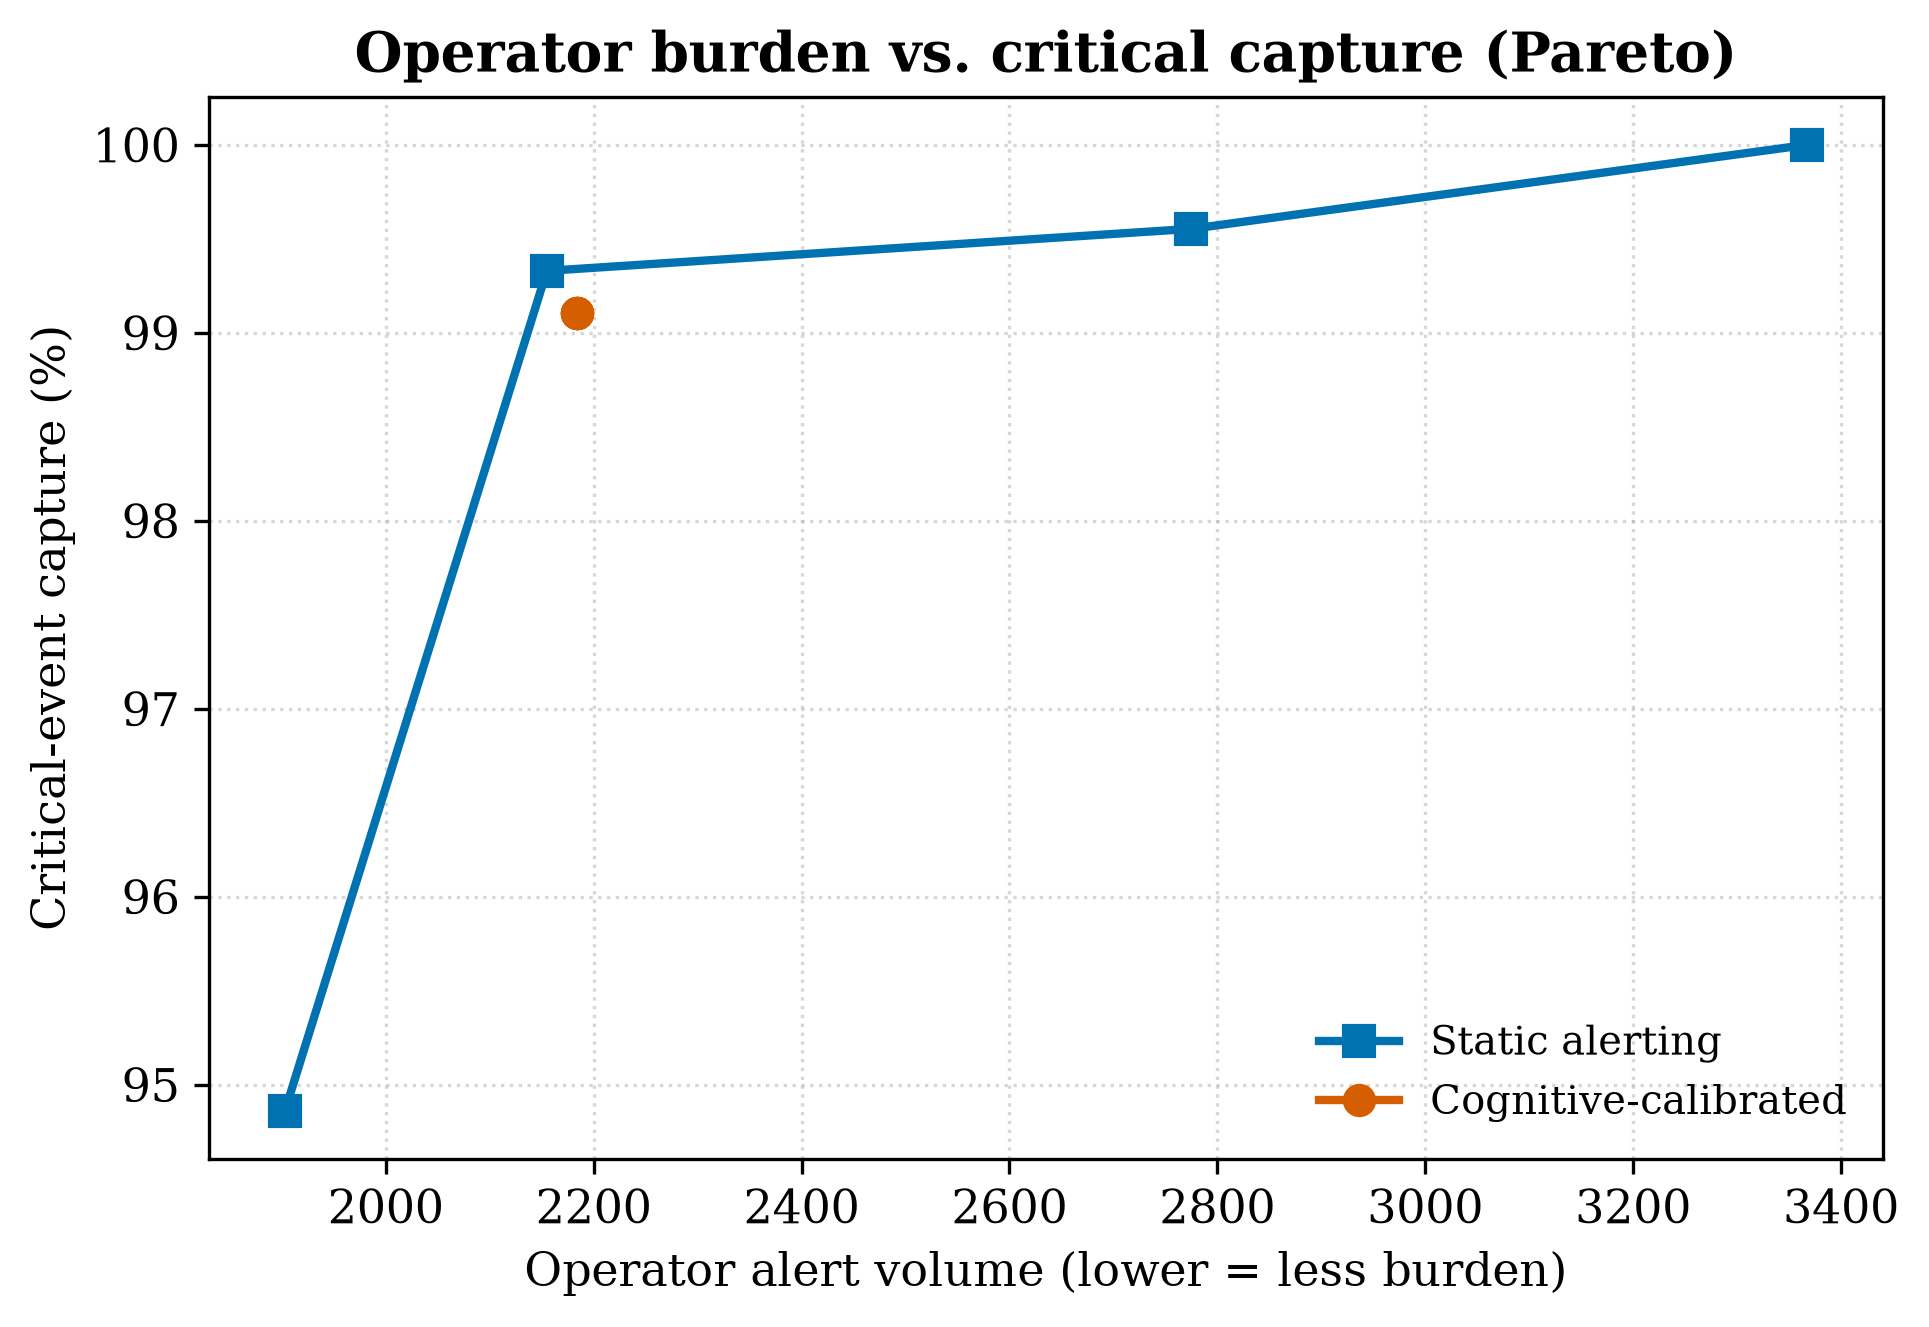 Operator burden vs. critical capture (Pareto)
Critical-event capture (%)
100
99
98
97
96
95
Static alerting
Cognitive-calibrated
2000 2200 2400 2600 2800 3000 3200 3400
Operator alert volume (lower = less burden)